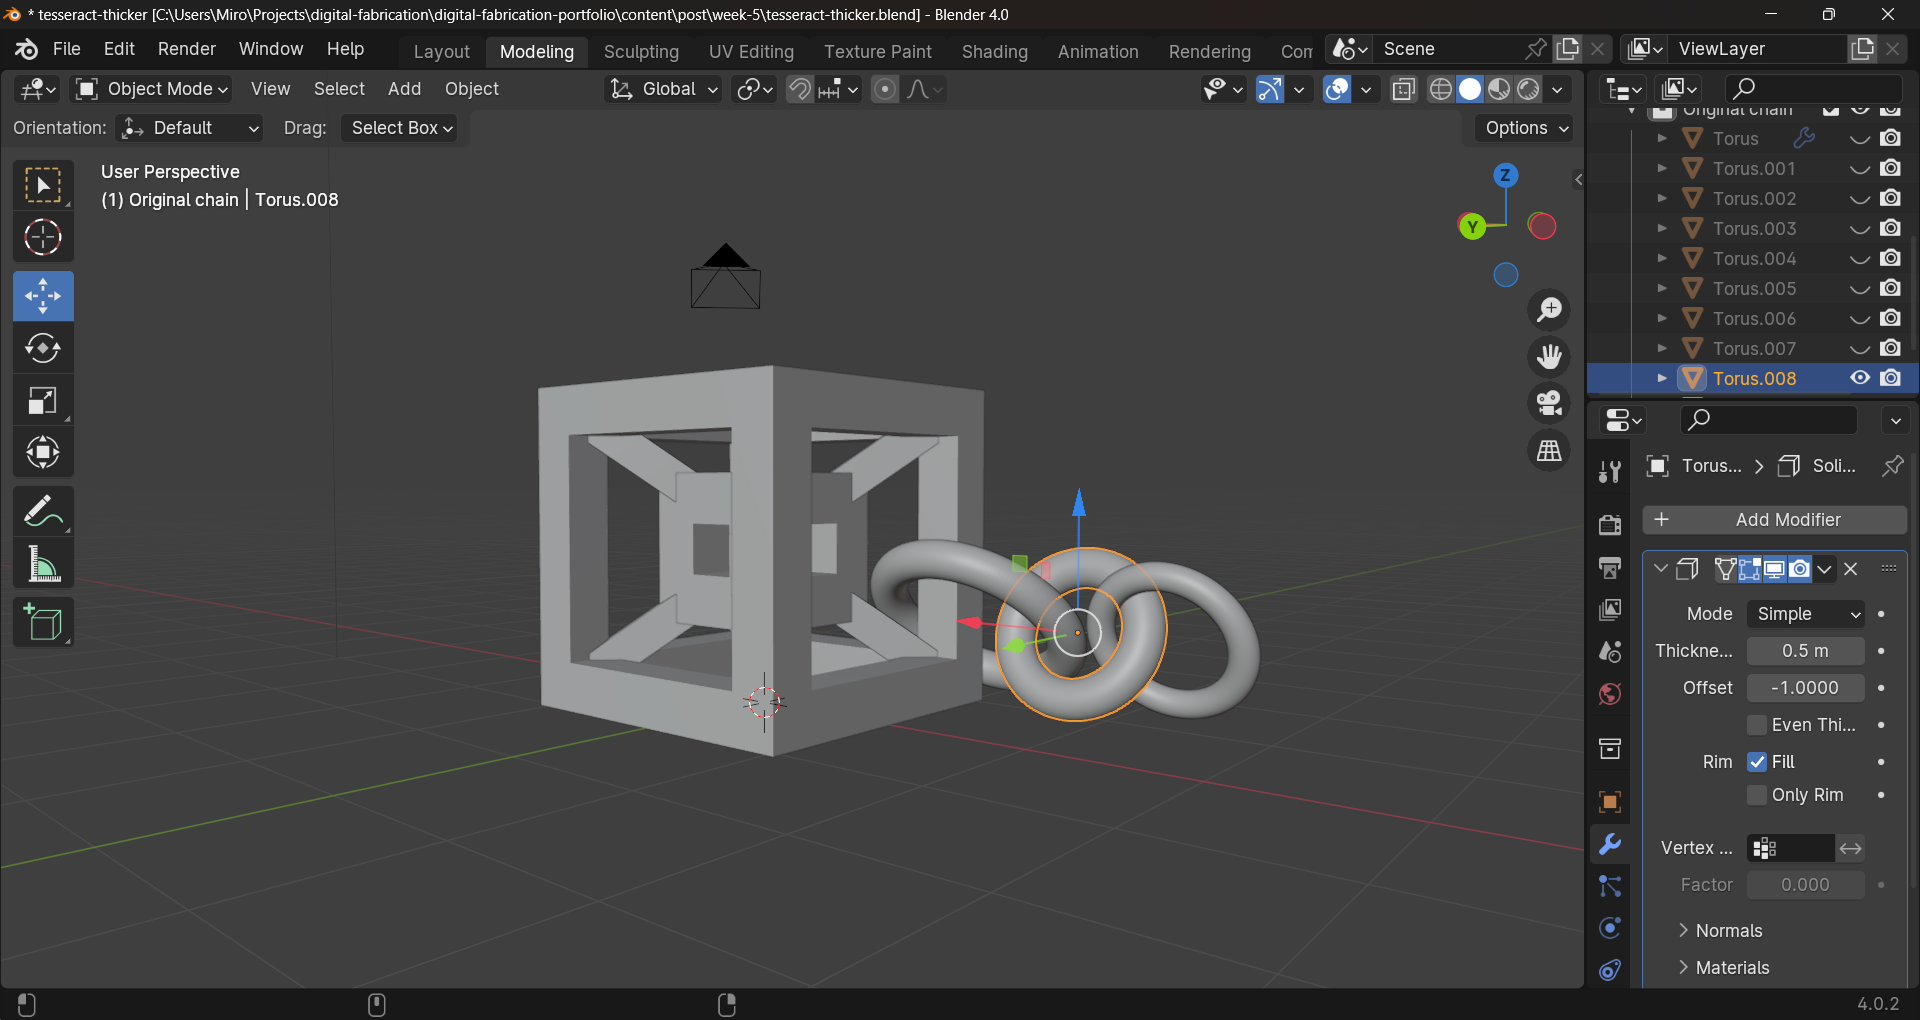 * tesseract-thicker [C:\Users\Miro\Projects\digital-fabrication\digital-fabrication-portfolio\content\post\week-5\tesseract-thicker.blend] - Blender 4.0
File Edit Render Window Help Layout Modeling Sculpting UV Editing Texture Paint Shading Animation Rendering Com Scene ViewLayer
Object Mode View Select Add Object Global
Orientation: Default Drag: Select Box Options
User Perspective
(1) Original chain | Torus.008
Z
Y
Original chain
Torus
Torus.001
Torus.002
Torus.003
Torus.004
Torus.005
Torus.006
Torus.007
Torus.008
Torus... Soli...
Add Modifier
Mode Simple
Thickne... 0.5 m
Offset -1.0000
Even Thi...
Rim Fill
Only Rim
Vertex ...
Factor 0.000
Normals
Materials
4.0.2